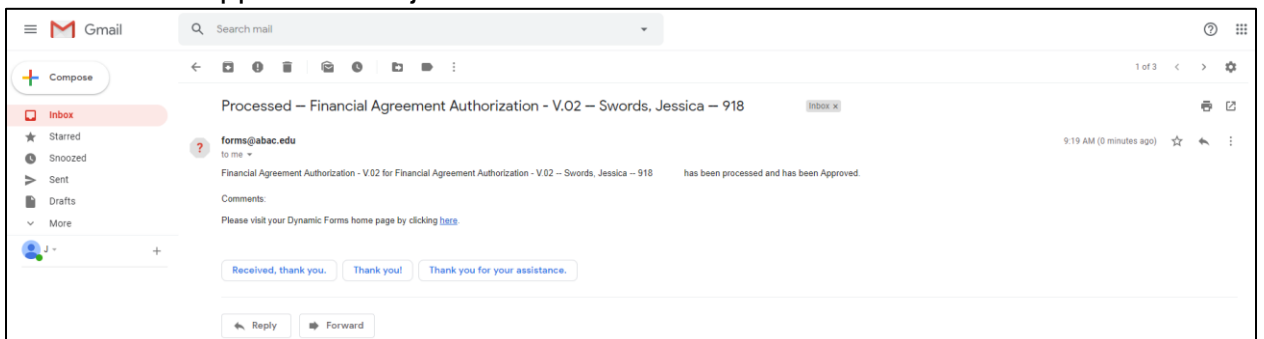 Gmail
Search mail
Compose
1 of 3
Inbox
Starred
Snoozed
Sent
Drafts
More
J
Processed – Financial Agreement Authorization - V.02 – Swords, Jessica – 918 Inbox x
forms@abac.edu 9:19 AM (0 minutes ago)
to me
Financial Agreement Authorization - V.02 for Financial Agreement Authorization - V.02 – Swords, Jessica – 918 has been processed and has been Approved.
Comments:
Please visit your Dynamic Forms home page by clicking here.
Received, thank you. Thank you! Thank you for your assistance.
Reply Forward